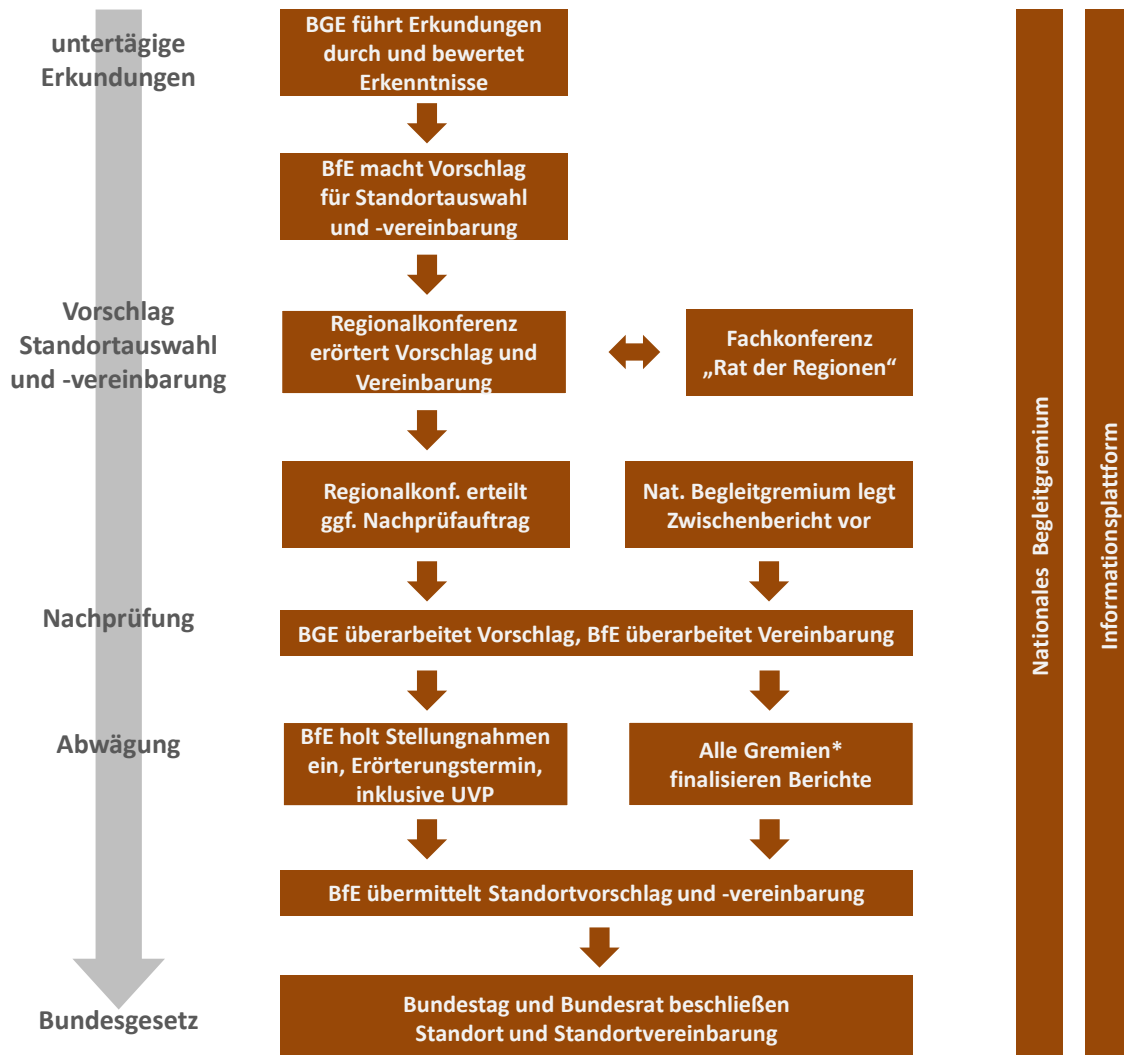 untertägige
Erkundungen
BGE führt Erkundungen
durch und bewertet
Erkenntnisse
BfE macht Vorschlag
für Standortauswahl
und -vereinbarung
Vorschlag
Standortauswahl
und -vereinbarung
Regionalkonferenz
erörtert Vorschlag und
Vereinbarung
Fachkonferenz
„Rat der Regionen“
Regionalkonf. erteilt
ggf. Nachprüfauftrag
Nat. Begleitgremium legt
Zwischenbericht vor
Nachprüfung
BGE überarbeitet Vorschlag, BfE überarbeitet Vereinbarung
Abwägung
BfE holt Stellungnahmen
ein, Erörterungstermin,
inklusive UVP
Alle Gremien*
finalisieren Berichte
BfE übermittelt Standortvorschlag und -vereinbarung
Bundesgesetz
Bundestag und Bundesrat beschließen
Standort und Standortvereinbarung
Nationales Begleitgremium
Informationsplattform